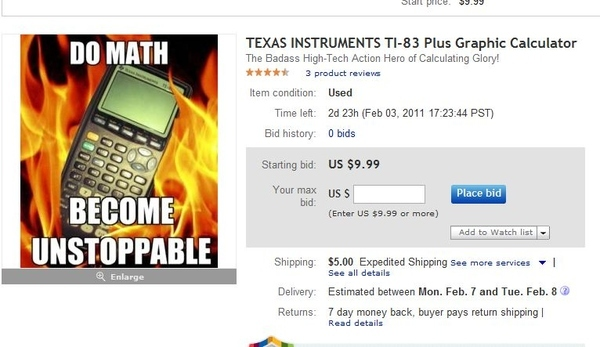 Start price: $9.99
DO MATH
BECOME
UNSTOPPABLE
Enlarge
TEXAS INSTRUMENTS TI-83 Plus Graphic Calculator
The Badass High-Tech Action Hero of Calculating Glory!
3 product reviews
Item condition: Used
Time left: 2d 23h (Feb 03, 2011 17:23:44 PST)
Bid history: 0 bids
Starting bid: US $9.99
Your max bid: US $
Place bid
(Enter US $9.99 or more)
Add to Watch list
Shipping: $5.00 Expedited Shipping See more services |
See all details
Delivery: Estimated between Mon. Feb. 7 and Tue. Feb. 8
Returns: 7 day money back, buyer pays return shipping |
Read details